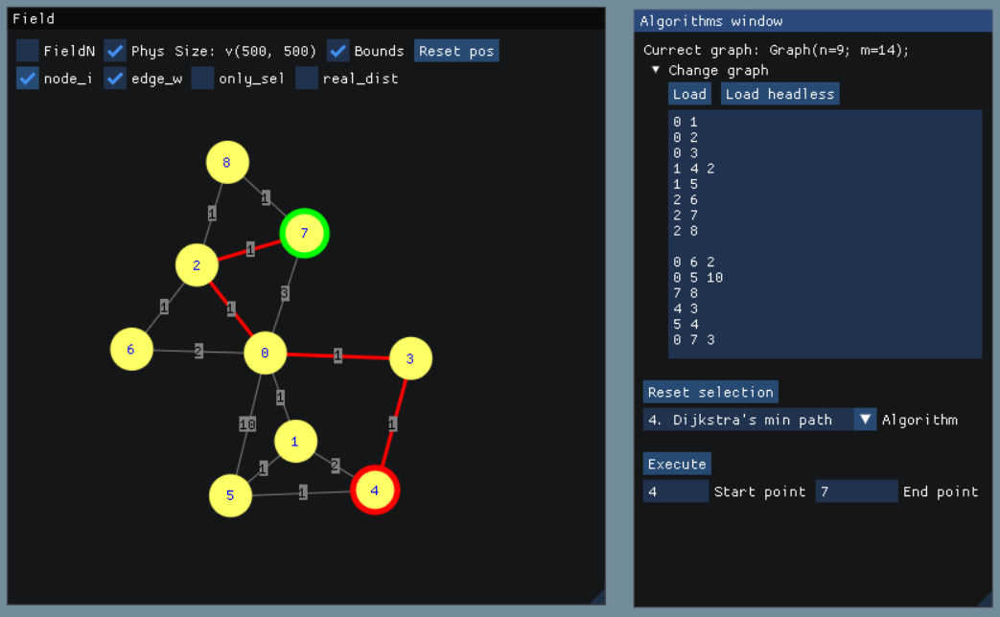 Field
FieldN Phys Size: v(500, 500) Bounds Reset pos
node_i edge_w only_sel real_dist
8
1
1
7
1
2
3
1
1
6
2
0
1
3
1
10
1
1
2
1
5
1
4
Algorithms window
Currect graph: Graph(n=9; m=14);
Change graph
Load Load headless
0 1
0 2
0 3
1 4 2
1 5
2 6
2 7
2 8
0 6 2
0 5 10
7 8
4 3
5 4
0 7 3
Reset selection
4. Dijkstra's min path Algorithm
Execute
4 Start point 7 End point